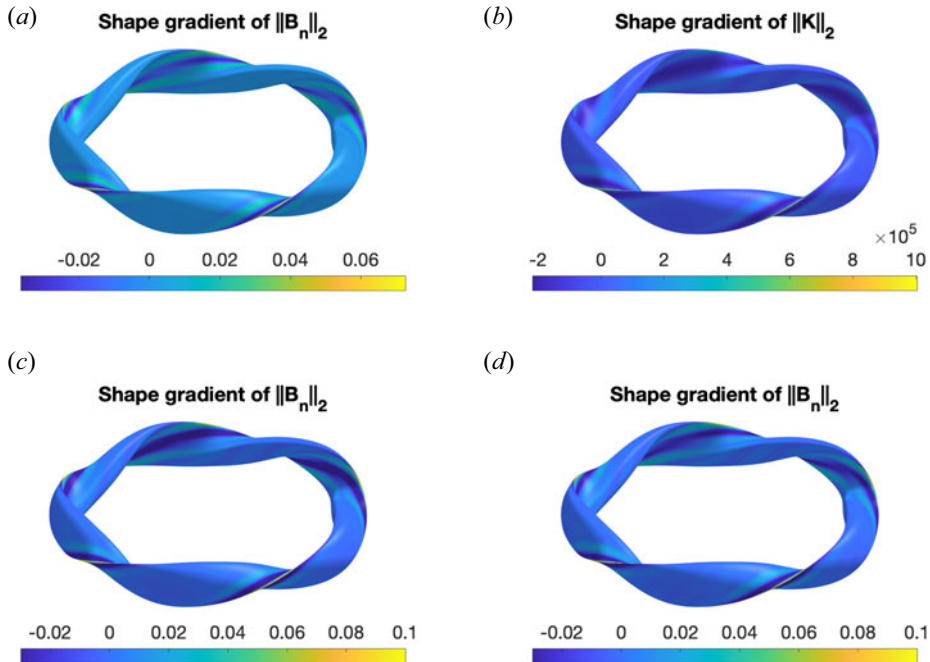 (a)
Shape gradient of ||B_n||_2
-0.02 0 0.02 0.04 0.06
(b)
Shape gradient of ||K||_2
×10^5
-2 0 2 4 6 8 10
(c)
Shape gradient of ||B_n||_2
-0.02 0 0.02 0.04 0.06 0.08 0.1
(d)
Shape gradient of ||B_n||_2
-0.02 0 0.02 0.04 0.06 0.08 0.1